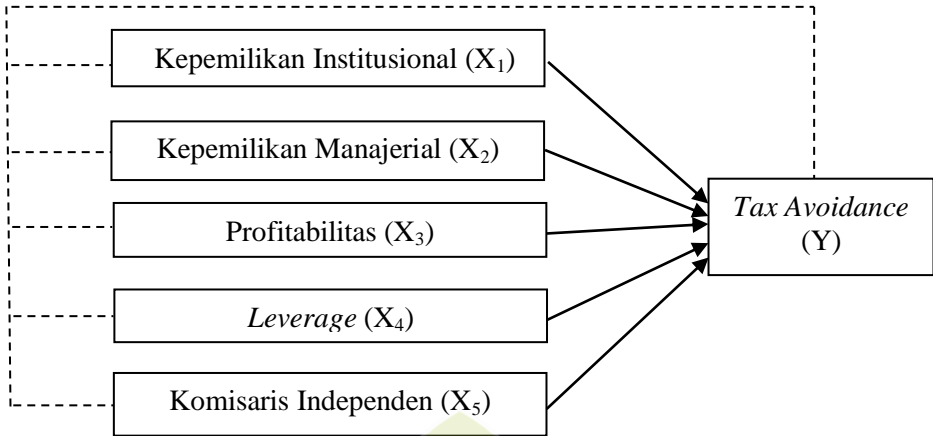 Kepemilikan Institusional (X₁)
Kepemilikan Manajerial (X₂)
Profitabilitas (X₃)
Leverage (X₄)
Komisaris Independen (X₅)
Tax Avoidance
(Y)